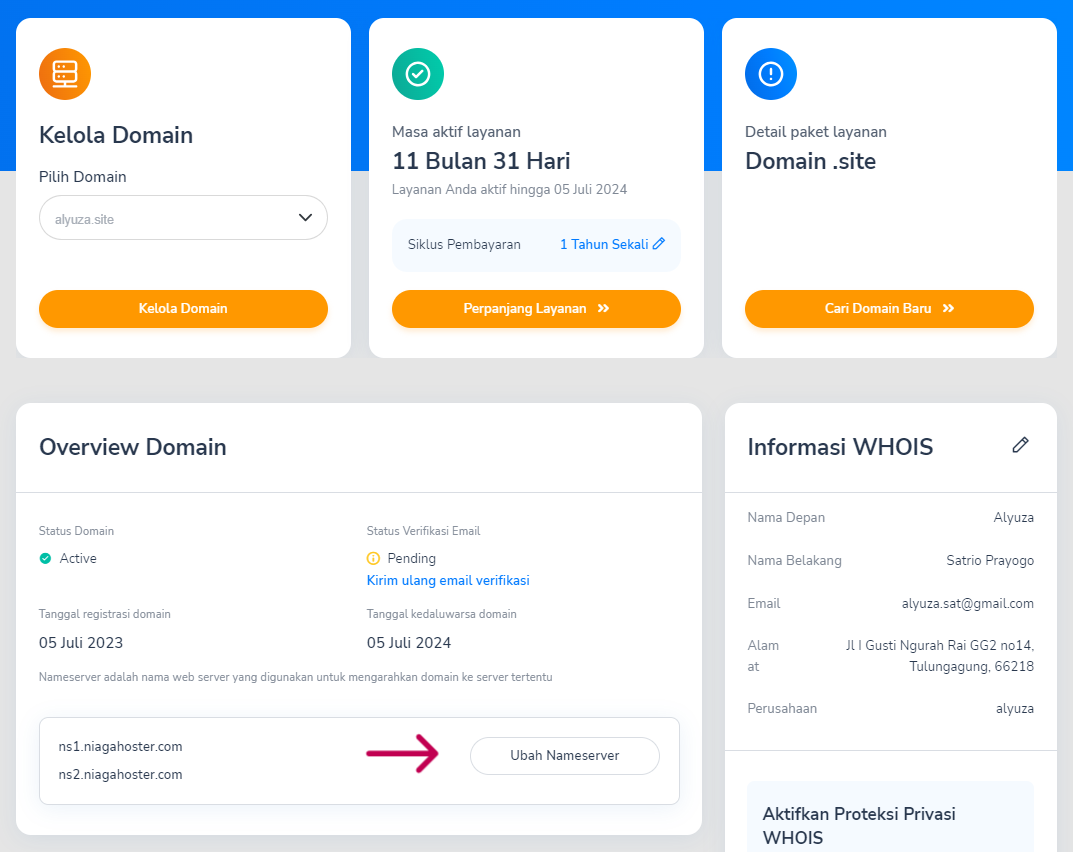 Kelola Domain
Pilih Domain
alyuza.site
Kelola Domain
Masa aktif layanan
11 Bulan 31 Hari
Layanan Anda aktif hingga 05 Juli 2024
Siklus Pembayaran 1 Tahun Sekali
Perpanjang Layanan
Detail paket layanan
Domain .site
Cari Domain Baru
Overview Domain
Status Domain
Active
Status Verifikasi Email
Pending
Kirim ulang email verifikasi
Tanggal registrasi domain
05 Juli 2023
Tanggal kedaluwarsa domain
05 Juli 2024
Nameserver adalah nama web server yang digunakan untuk mengarahkan domain ke server tertentu
ns1.niagahoster.com
ns2.niagahoster.com
Ubah Nameserver
Informasi WHOIS
Nama Depan Alyuza
Nama Belakang Satrio Prayogo
Email alyuza.sat@gmail.com
Alam
at
Jl I Gusti Ngurah Rai GG2 no14,
Tulungagung, 66218
Perusahaan alyuza
Aktifkan Proteksi Privasi
WHOIS